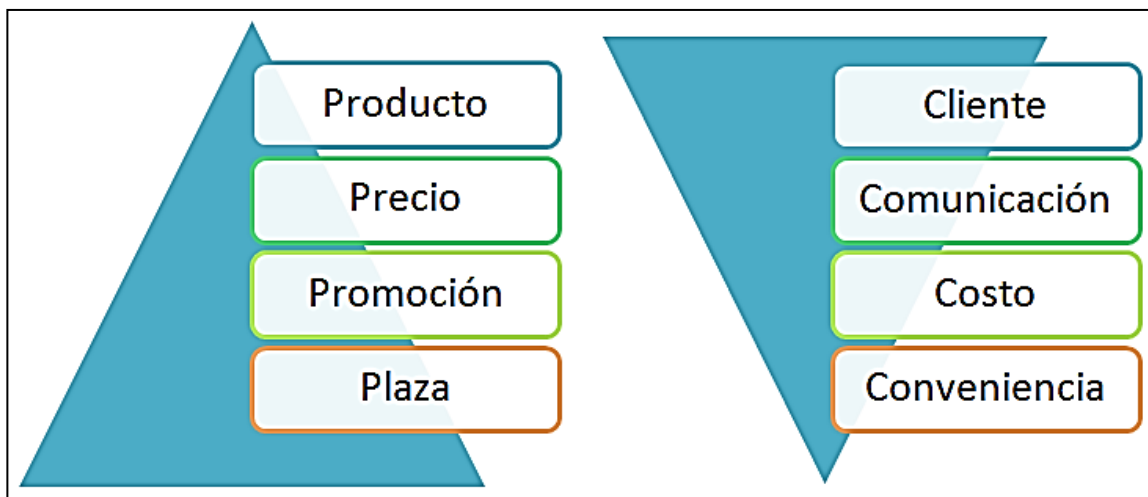 Producto
Precio
Promoción
Plaza
Cliente
Comunicación
Costo
Conveniencia